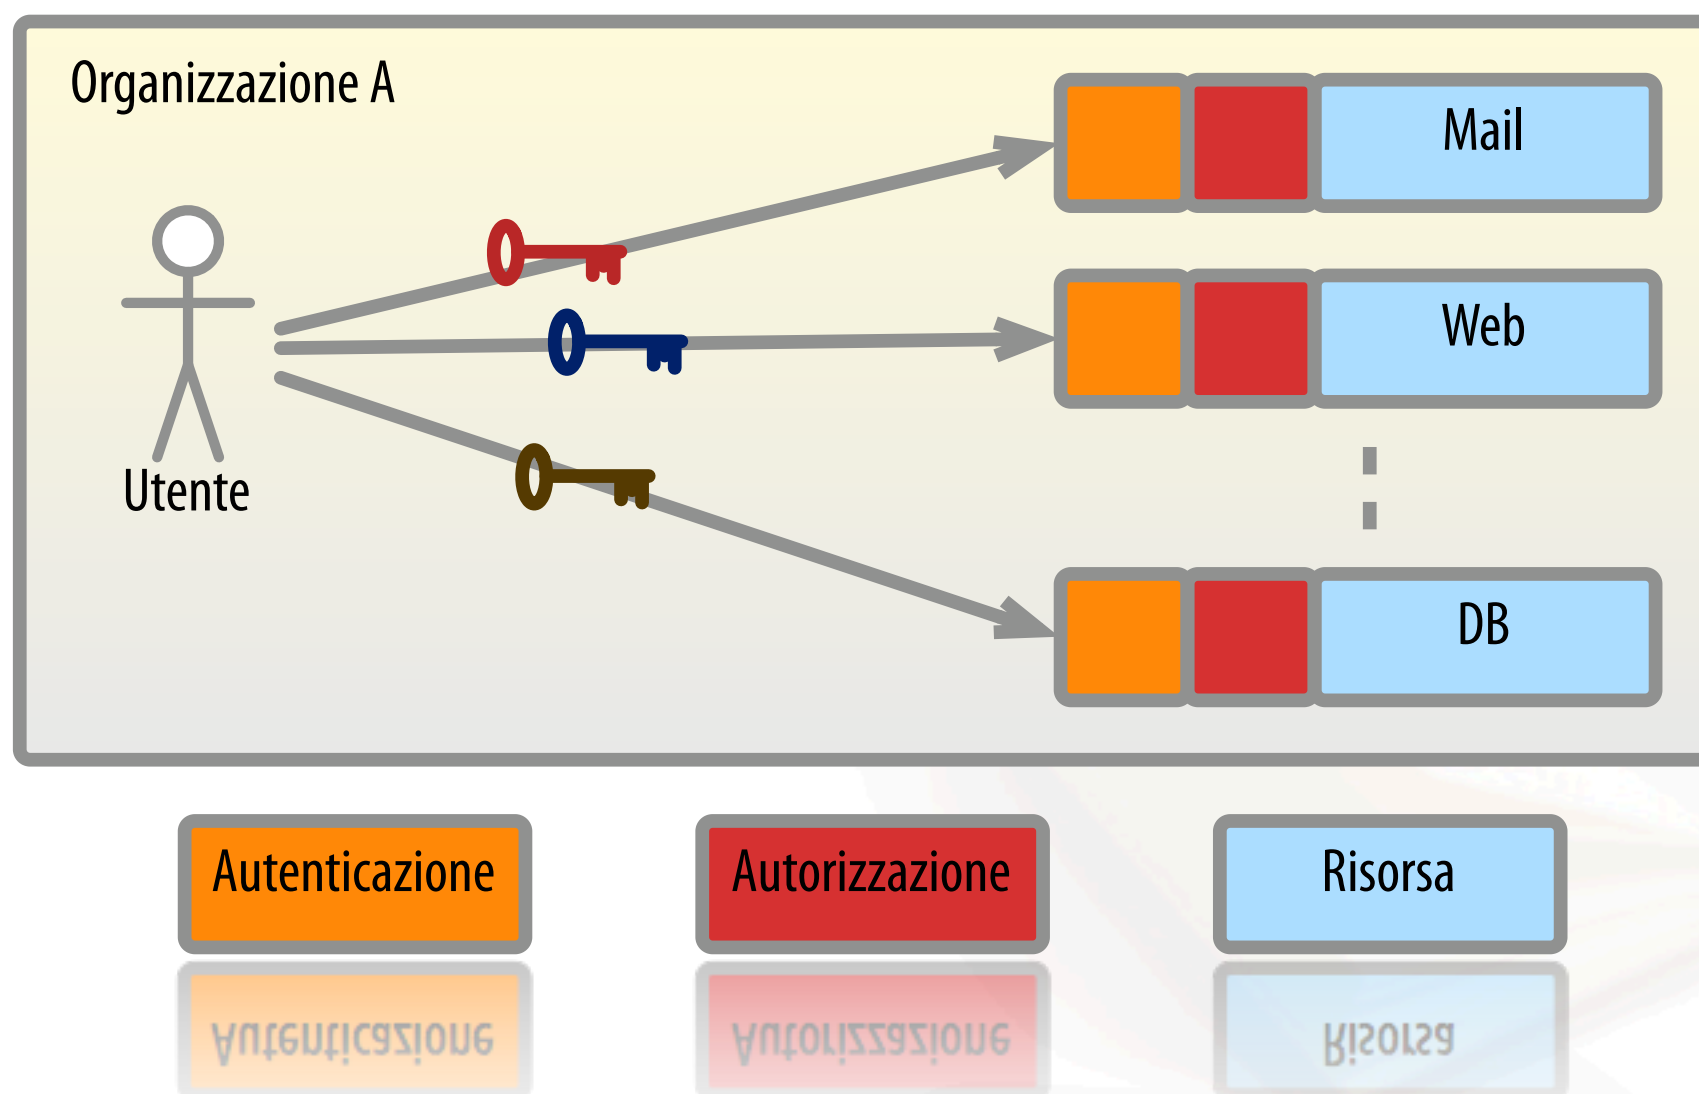 Organizzazione A
Mail
Web
Utente
DB
Autenticazione
Autorizzazione
Risorsa